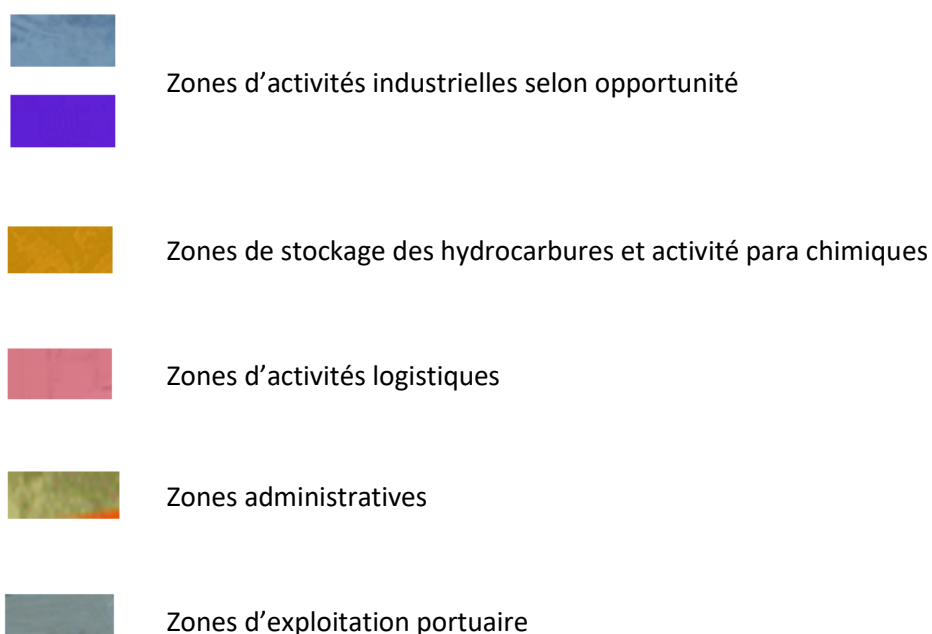 Zones d’activités industrielles selon opportunité
Zones de stockage des hydrocarbures et activité para chimiques
Zones d’activités logistiques
Zones administratives
Zones d’exploitation portuaire